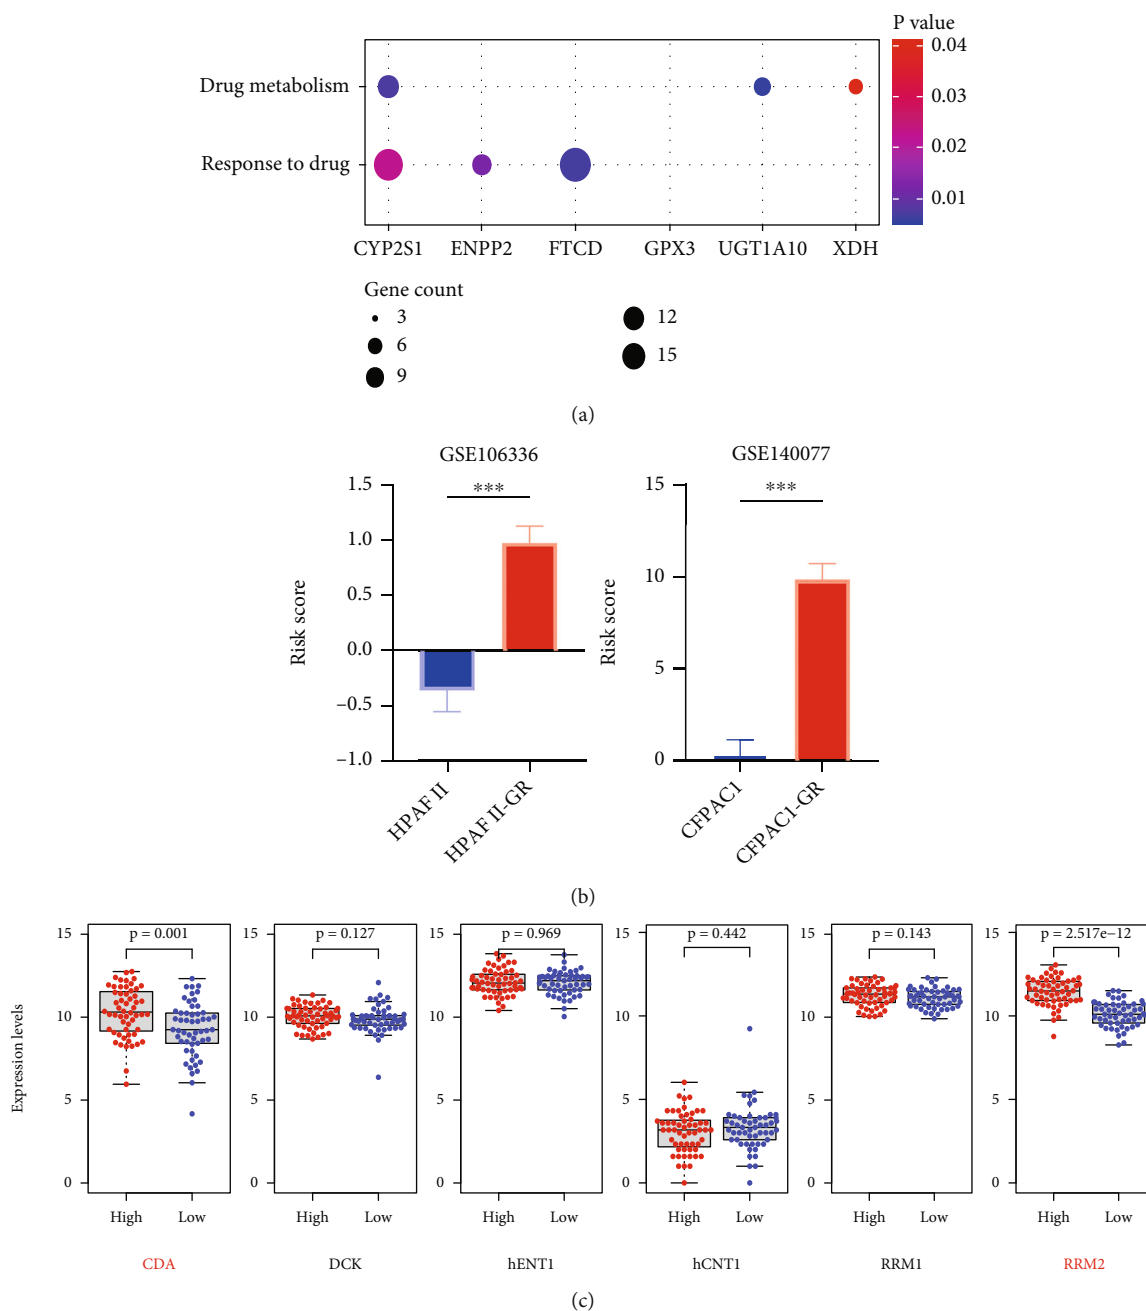 P value
0.04
0.03
0.02
0.01
Drug metabolism
Response to drug
CYP2S1 ENPP2 FTCD GPX3 UGT1A10 XDH
Gene count
3 12
6 15
9
(a)
GSE106336
***
1.5
1.0
0.5
0.0
−0.5
−1.0
Risk score
HPAF II
HPAF II-GR
GSE140077
***
15
10
5
0
Risk score
CFPAC1
CFPAC1-GR
(b)
Expression levels
15
10
5
0
p = 0.001
High Low
CDA
15
10
5
0
p = 0.127
High Low
DCK
15
10
5
0
p = 0.969
High Low
hENT1
15
10
5
0
p = 0.442
High Low
hCNT1
15
10
5
0
p = 0.143
High Low
RRM1
15
10
5
0
p = 2.517e−12
High Low
RRM2
(c)